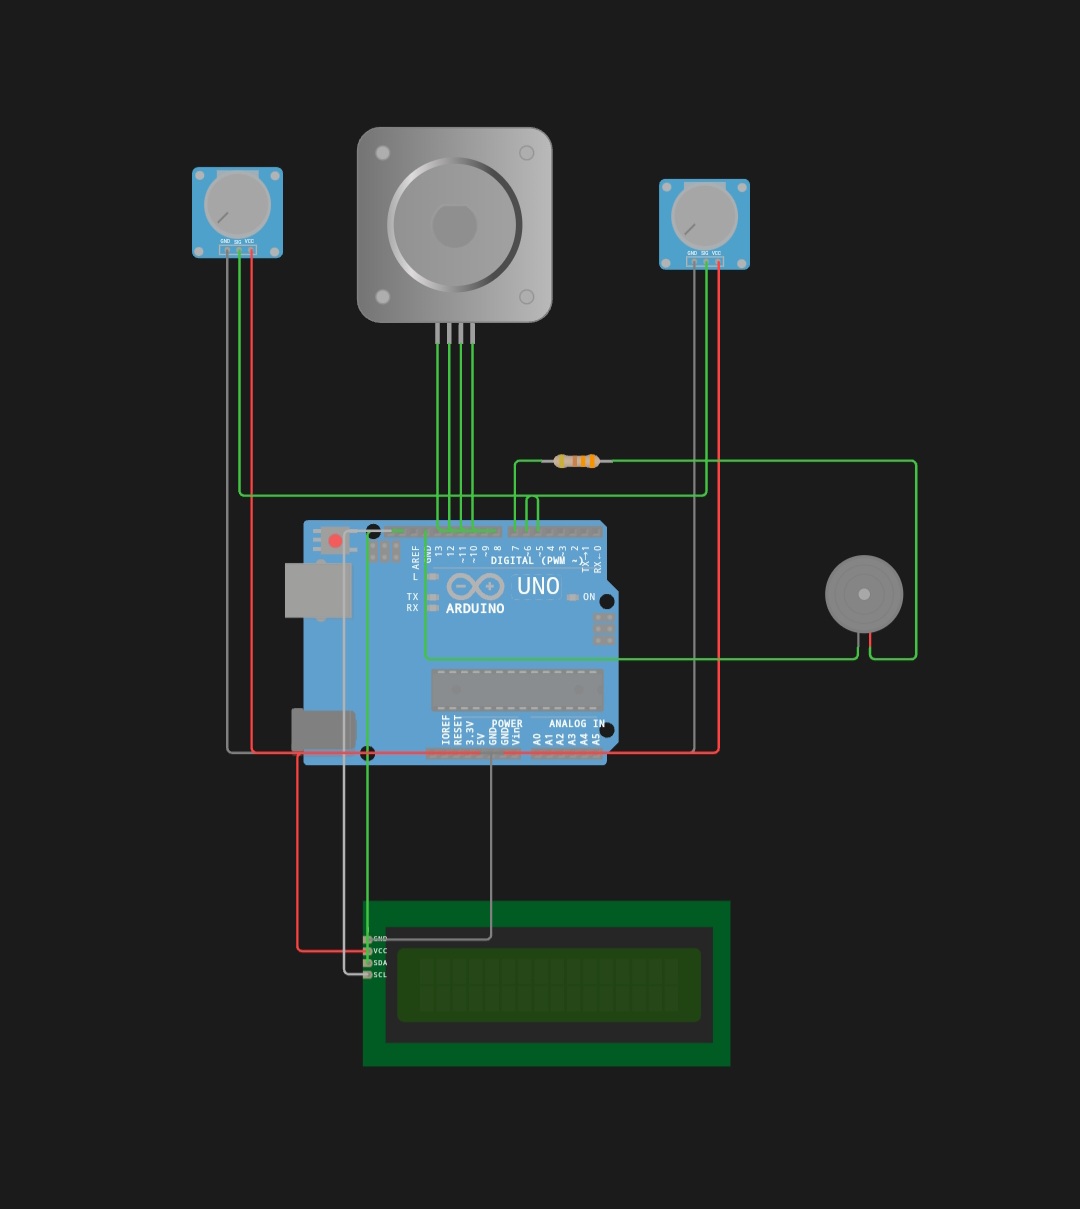 GND SIG VCC
GND SIG VCC
AREF
GND
13
12
~11
~10
~9
8
7
~6
~5
4
~3
2
TX→1
RX←0
DIGITAL (PWM ~)
L
UNO
TX
RX
ON
ARDUINO
IOREF
RESET
3.3V
5V
GND
GND
Vin
POWER
ANALOG IN
A0
A1
A2
A3
A4
A5
GND
VCC
SDA
SCL